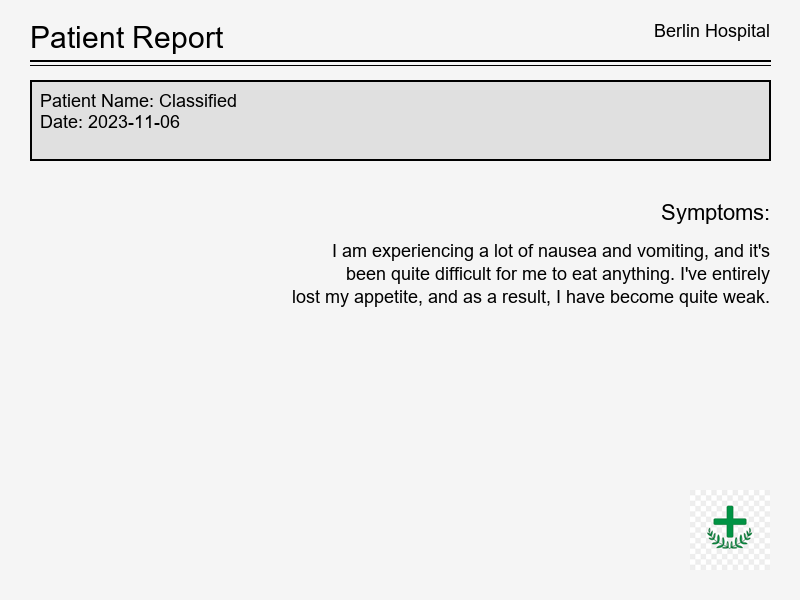 Patient Report
Berlin Hospital
Patient Name: Classified
Date: 2023-11-06
Symptoms:
I am experiencing a lot of nausea and vomiting, and it's
been quite difficult for me to eat anything. I've entirely
lost my appetite, and as a result, I have become quite weak.